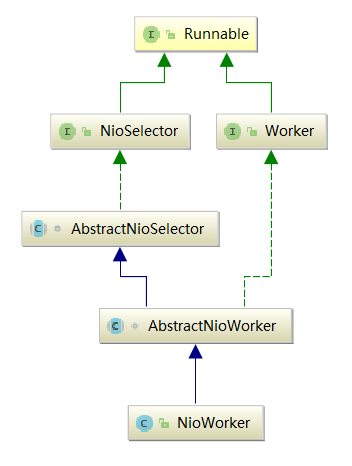 I Runnable
I NioSelector
I Worker
C AbstractNioSelector
C AbstractNioWorker
C NioWorker